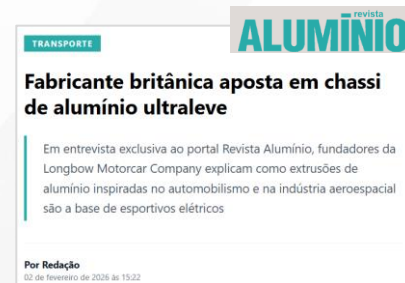 revista
ALUMÍNIO
TRANSPORTE
Fabricante britânica aposta em chassi
de alumínio ultraleve
Em entrevista exclusiva ao portal Revista Alumínio, fundadores da
Longbow Motorcar Company explicam como extrusões de
alumínio inspiradas no automobilismo e na indústria aeroespacial
são a base de esportivos elétricos
Por Redação
02 de fevereiro de 2026 às 15:22